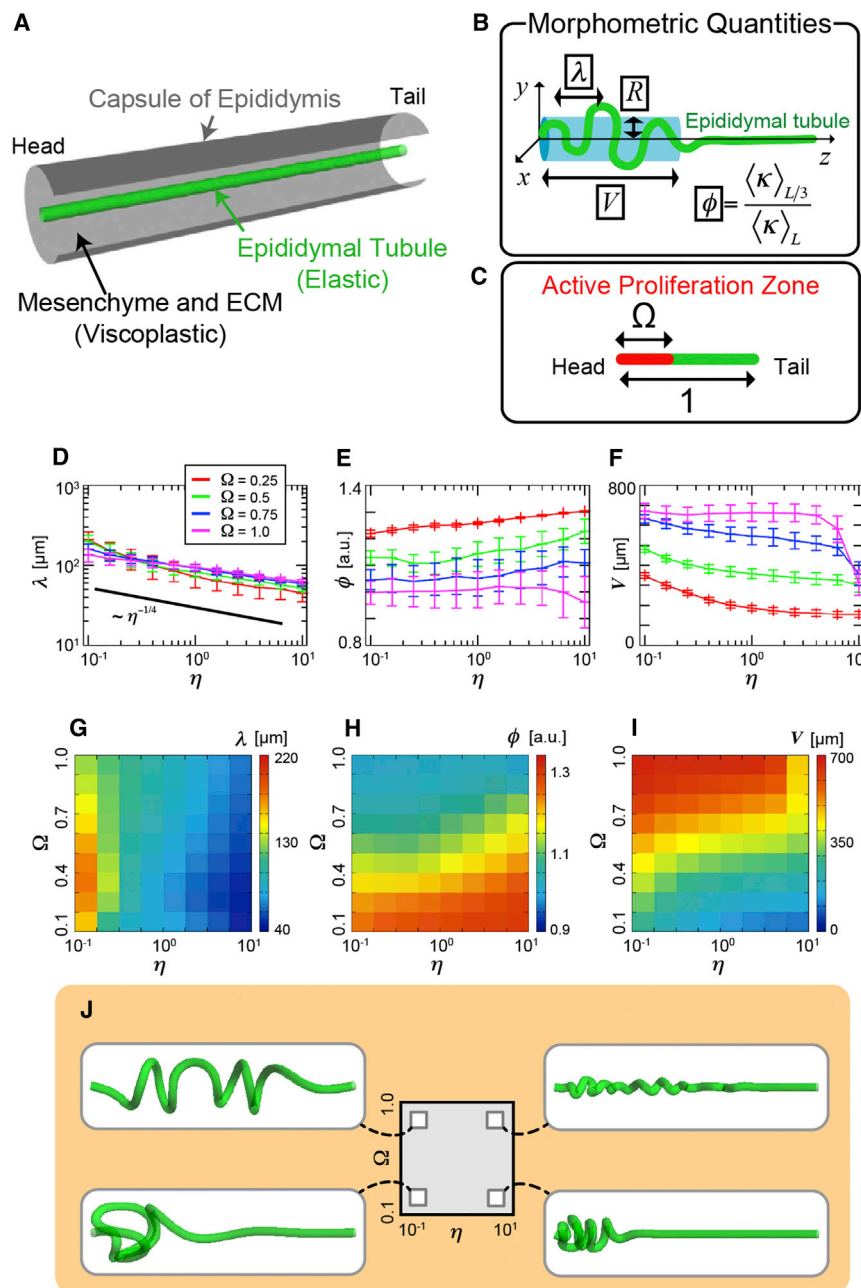 A
Capsule of Epididymis
Tail
Head
Epididymal Tubule
(Elastic)
Mesenchyme and ECM
(Viscoplastic)
B
Morphometric Quantities
y
λ
R
Epididymal tubule
x
z
V
ϕ = ⟨κ⟩L/3 / ⟨κ⟩L
C
Active Proliferation Zone
Ω
Head
Tail
1
D
10³
10²
10¹
λ [μm]
Ω = 0.25
Ω = 0.5
Ω = 0.75
Ω = 1.0
~ η^-1/4
10⁻¹
10⁰
10¹
η
E
1.4
0.8
ϕ [a.u.]
10⁻¹
10⁰
10¹
η
F
800
0
V [μm]
10⁻¹
10⁰
10¹
η
G
λ [μm]
220
130
40
Ω
1.0
0.7
0.4
0.1
10⁻¹
10⁰
10¹
η
H
ϕ [a.u.]
1.3
1.1
0.9
Ω
1.0
0.7
0.4
0.1
10⁻¹
10⁰
10¹
η
I
V [μm]
700
350
0
Ω
1.0
0.7
0.4
0.1
10⁻¹
10⁰
10¹
η
J
1.0
Ω
0.1
10⁻¹
η
10¹